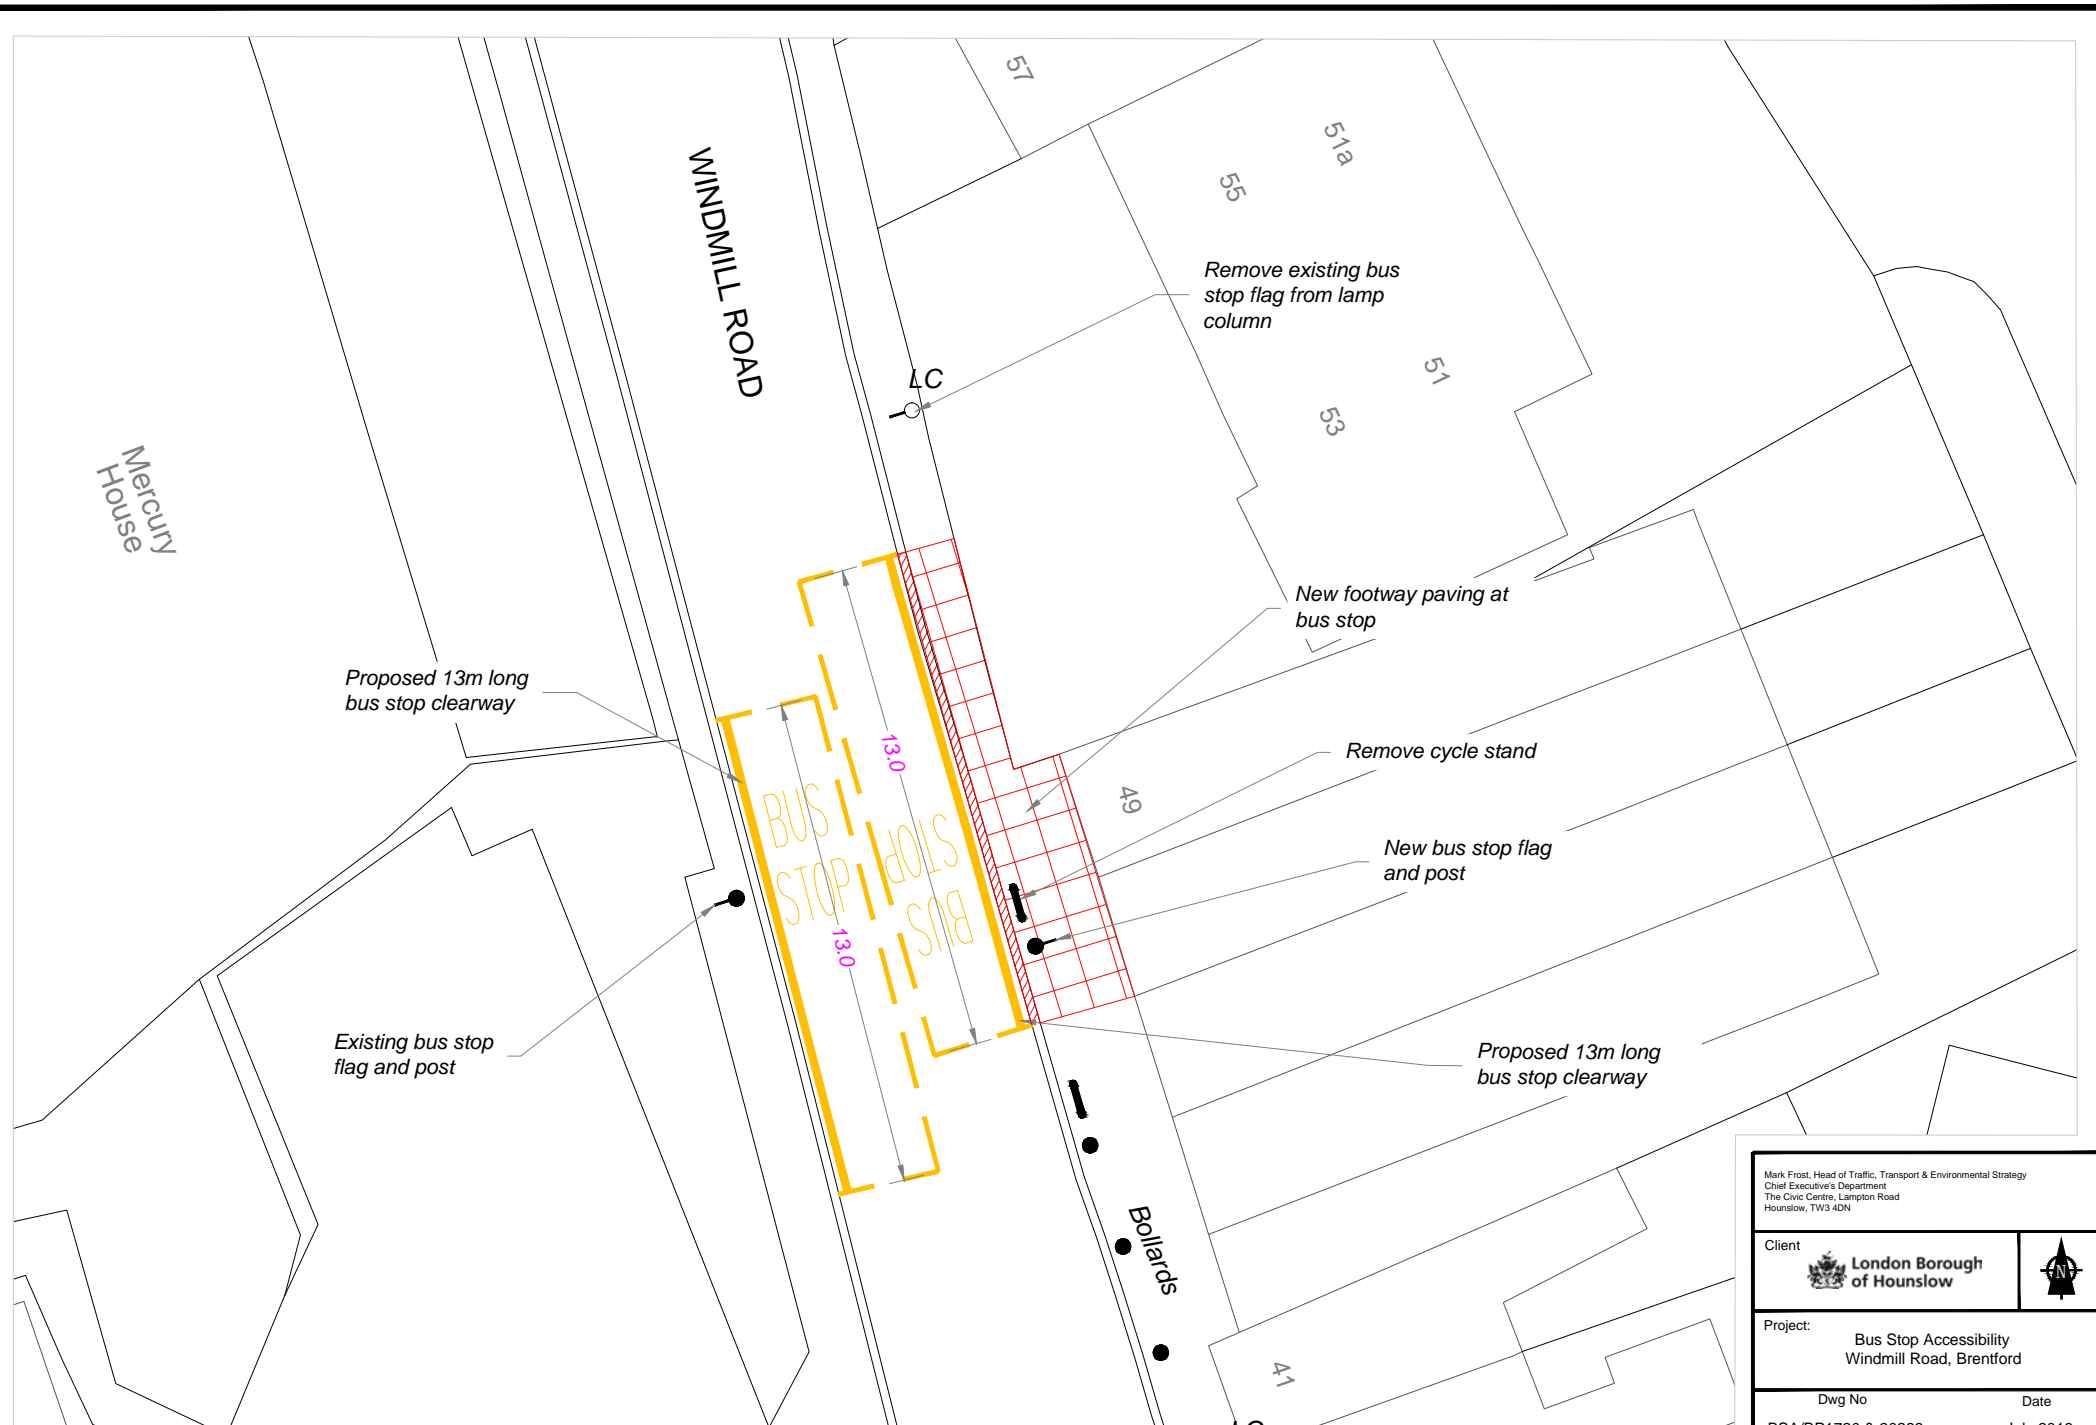 57
51a
55
WINDMILL ROAD
Remove existing bus
stop flag from lamp
column
LC
51
53
Mercury
House
New footway paving at
bus stop
Proposed 13m long
bus stop clearway
13.0
Remove cycle stand
BUS
STOP
49
BUS
STOP
New bus stop flag
and post
13.0
Existing bus stop
flag and post
Proposed 13m long
bus stop clearway
Bollards
41
Mark Frost, Head of Traffic, Transport & Environmental Strategy
Chief Executive's Department
The Civic Centre, Lampton Road
Hounslow, TW3 4DN
Client
London Borough
of Hounslow
N
Project:
Bus Stop Accessibility
Windmill Road, Brentford
Dwg No
Date